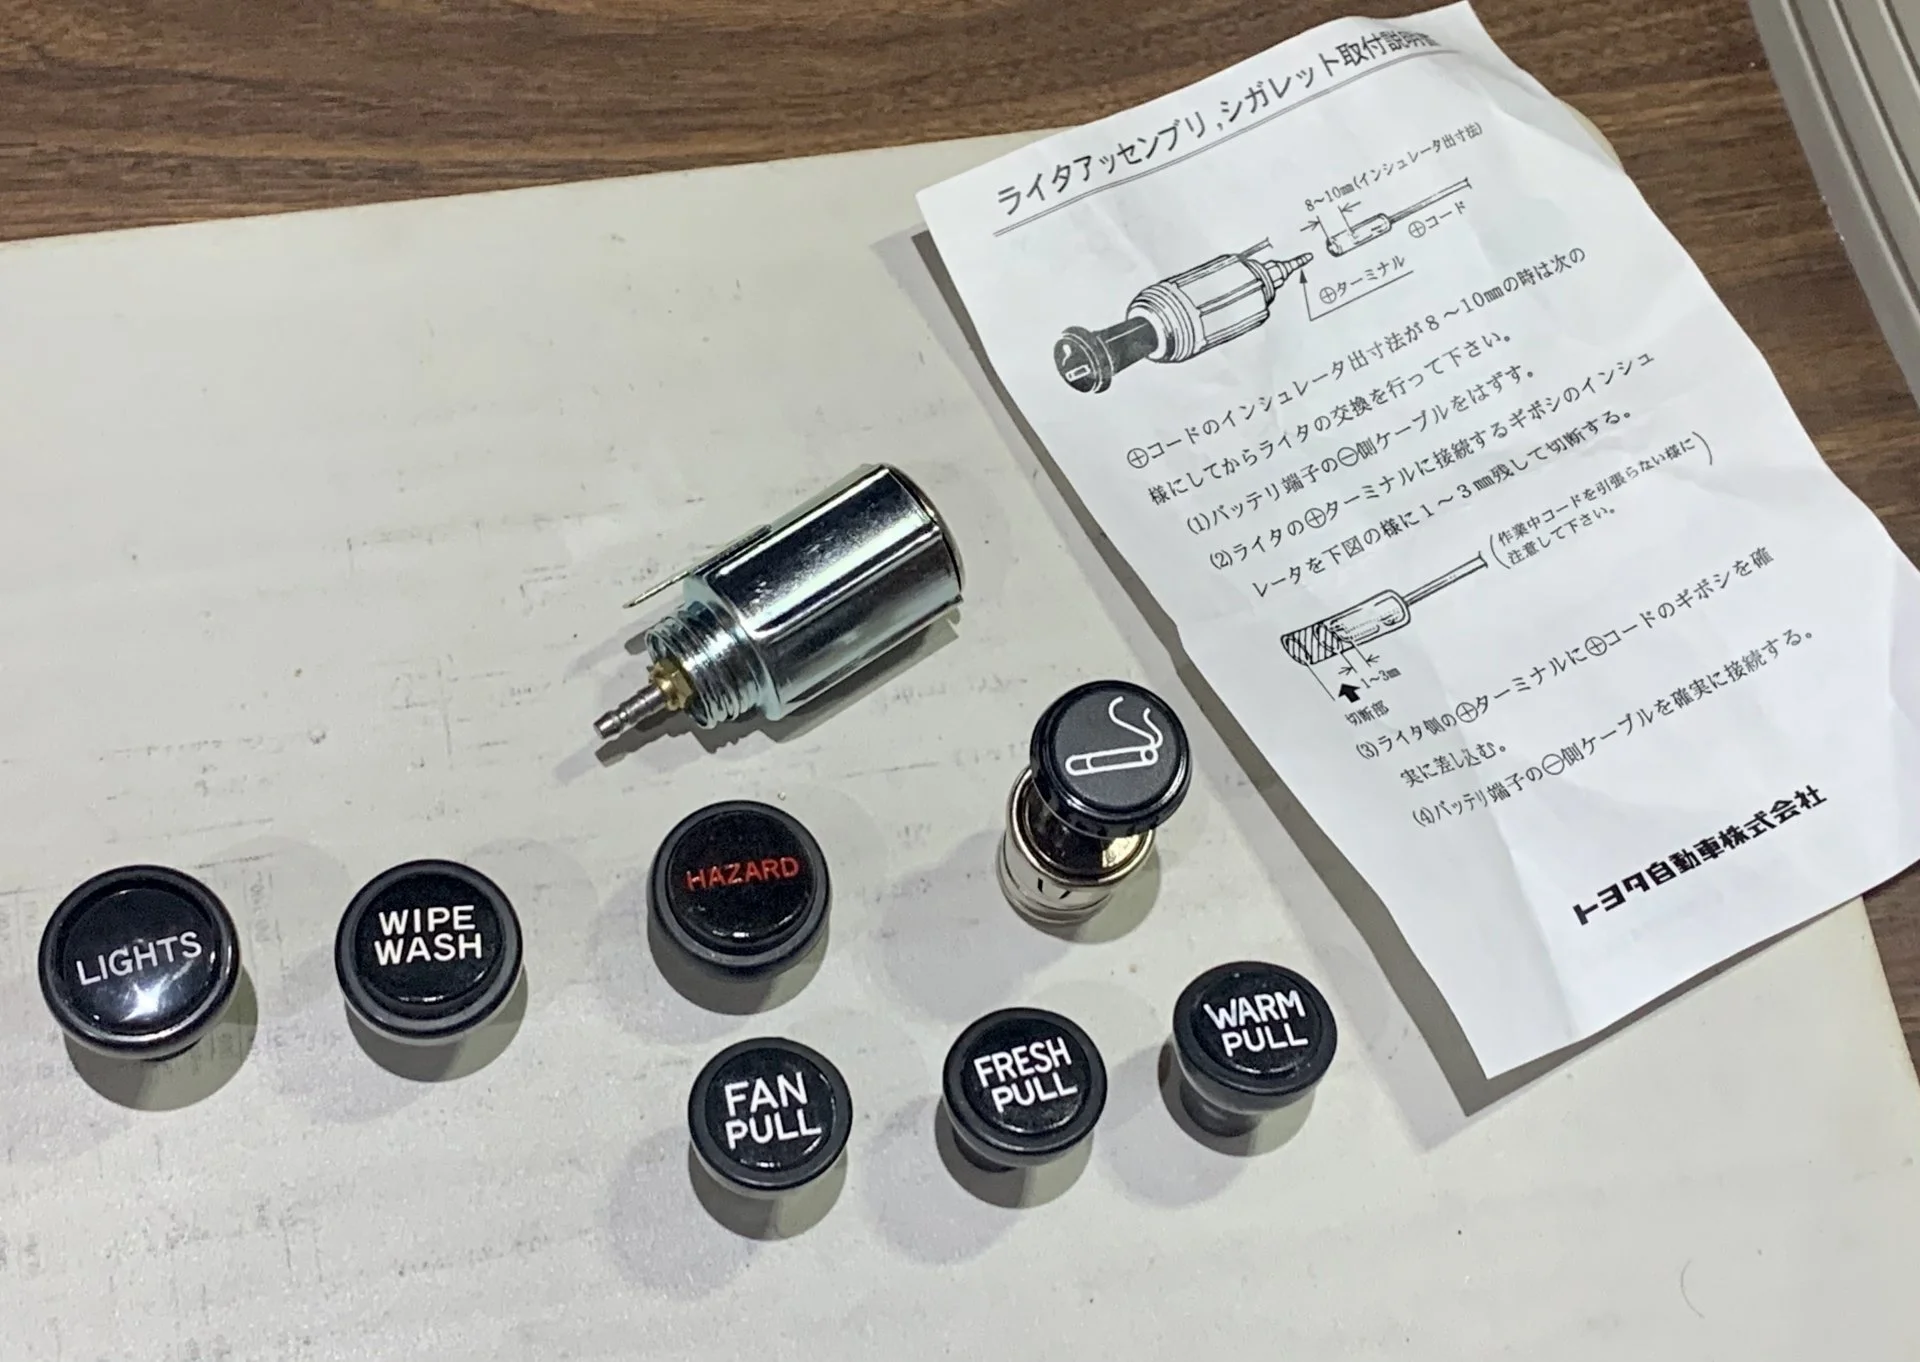 ライタアッセンブリ,シガレット取付説明書
8~10㎜(インシュレータ出寸法)
⊕コード
⊕ターミナル
⊕コードのインシュレータ出寸法が8~10㎜の時は次の
様にしてからライタの交換を行って下さい。
(1)バッテリ端子の⊖側ケーブルをはずす。
(2)ライタの⊕ターミナルに接続するギボシのインシュ
レータを下図の様に1~3㎜残して切断する。
(作業中コードを引張らない様に
注意して下さい。)
1~3㎜
切断部
(3)ライタ側の⊕ターミナルに⊕コードのギボシを確
実に差し込む。
(4)バッテリ端子の⊖側ケーブルを確実に接続する。
トヨタ自動車株式会社
LIGHTS
WIPE
WASH
HAZARD
FAN
PULL
FRESH
PULL
WARM
PULL